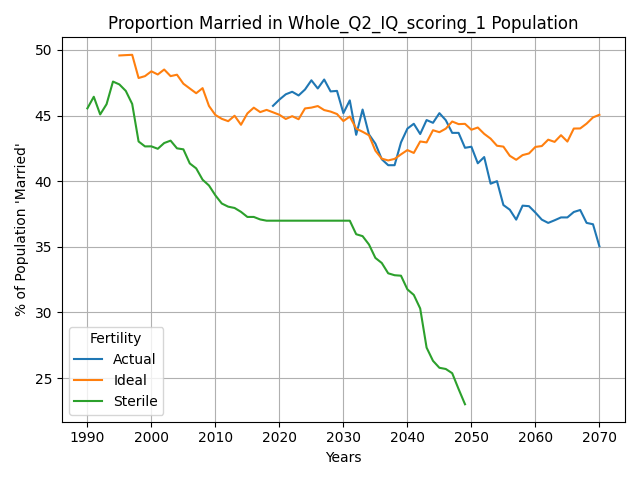 Proportion Married in Whole_Q2_IQ_scoring_1 Population
% of Population 'Married'
50
45
40
35
30
25
Fertility
Actual
Ideal
Sterile
1990 2000 2010 2020 2030 2040 2050 2060 2070
Years